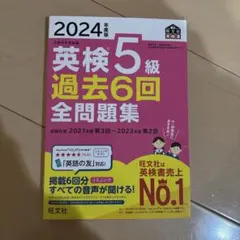 2024年度版
英検5級
過去6回
全問題集
2021年度 第3回～2023年度 第2回
「英語の友」対応!
掲載6回分
すべての音声が聞ける!
旺文社は
英検書売上
No.1
旺文社